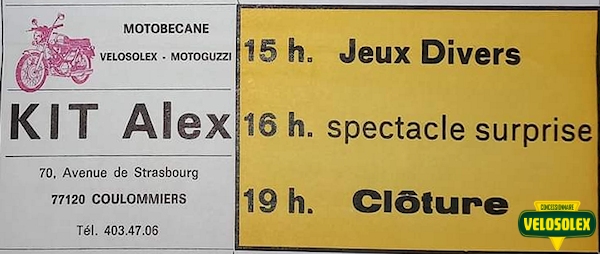 MOTOBECANE
VELOSOLEX - MOTOGUZZI
KIT Alex
70, Avenue de Strasbourg
77120 COULOMMIERS
Tél. 403.47.06
15 h. Jeux Divers
16 h. spectacle surprise
19 h. Clôture
CONCESSIONNAIRE
VELOSOLEX